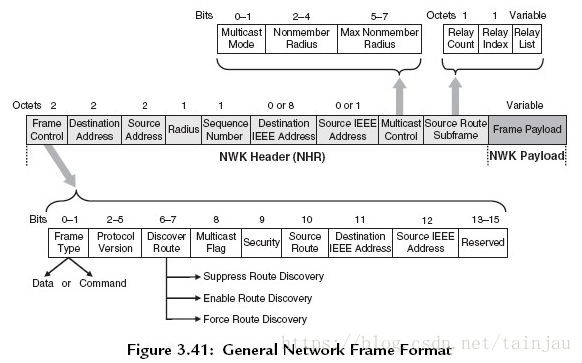 Bits 0–1 2–4 5–7
Multicast Mode
Nonmember Radius
Max Nonmember Radius
Octets 1 1 Variable
Relay Count
Relay Index
Relay List
Octets 2 2 2 1 1 0 or 8 0 or 1 Variable
Frame Control
Destination Address
Source Address
Radius
Sequence Number
Destination IEEE Address
Source IEEE Address
Multicast Control
Source Route Subframe
Frame Payload
NWK Header (NHR)
NWK Payload
Bits 0–1 2–5 6–7 8 9 10 11 12 13–15
Frame Type
Protocol Version
Discover Route
Multicast Flag
Security
Source Route
Destination IEEE Address
Source IEEE Address
Reserved
Data or Command
Suppress Route Discovery
Enable Route Discovery
Force Route Discovery
https://blog.csdn.net/tainjau
Figure 3.41: General Network Frame Format